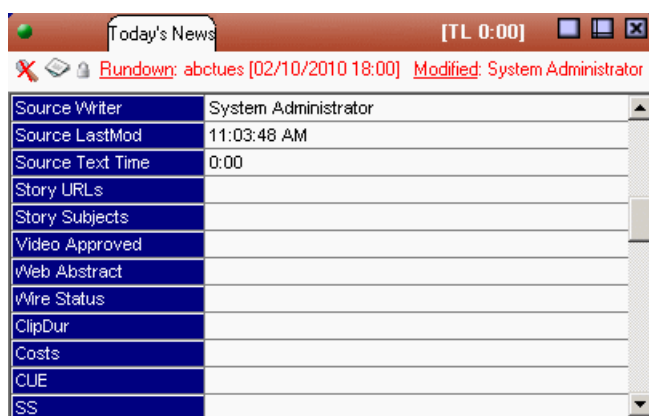 Today's News [TL 0:00]
Rundown: abctues [02/10/2010 18:00] Modified: System Administrator
Source Writer System Administrator
Source LastMod 11:03:48 AM
Source Text Time 0:00
Story URLs
Story Subjects
Video Approved
Web Abstract
Wire Status
ClipDur
Costs
CUE
SS